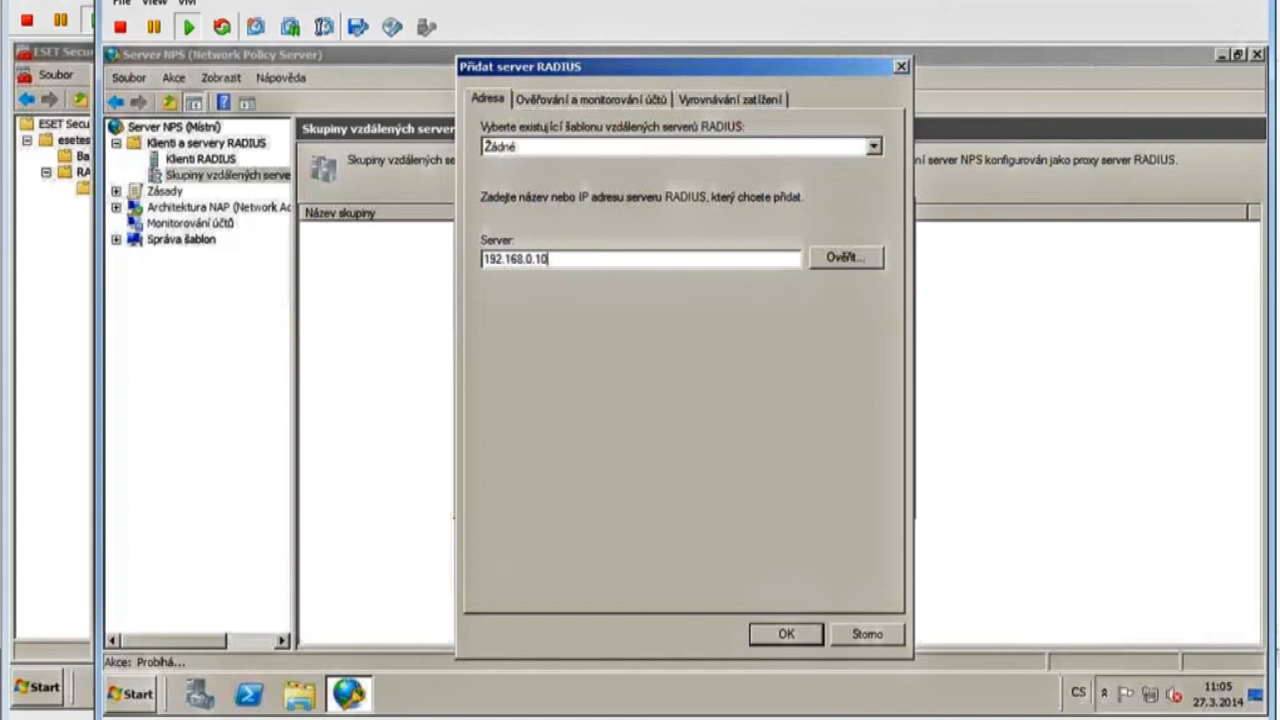 File View VM
ESET Secu
Soubor
ESET Secu
esetes
Ba
RA
Start
Server NPS (Network Policy Server)
Soubor Akce Zobrazit Nápověda
Server NPS (Místní)
Klienti a servery RADIUS
Klienti RADIUS
Skupiny vzdálených serve
Zásady
Architektura NAP (Network Ac
Monitorování účtů
Správa šablon
Skupiny vzdálených server
Skupiny vzdálených se
ní server NPS konfigurován jako proxy server RADIUS.
Název skupiny
Přidat server RADIUS
Adresa Ověřování a monitorování účtů Vyrovnávání zatížení
Vyberte existující šablonu vzdálených serverů RADIUS:
Žádné
Zadejte název nebo IP adresu serveru RADIUS, který chcete přidat.
Server:
192.168.0.10
Ověřit...
OK Storno
Akce: Probíhá...
Start
CS
11:05
27.3.2014